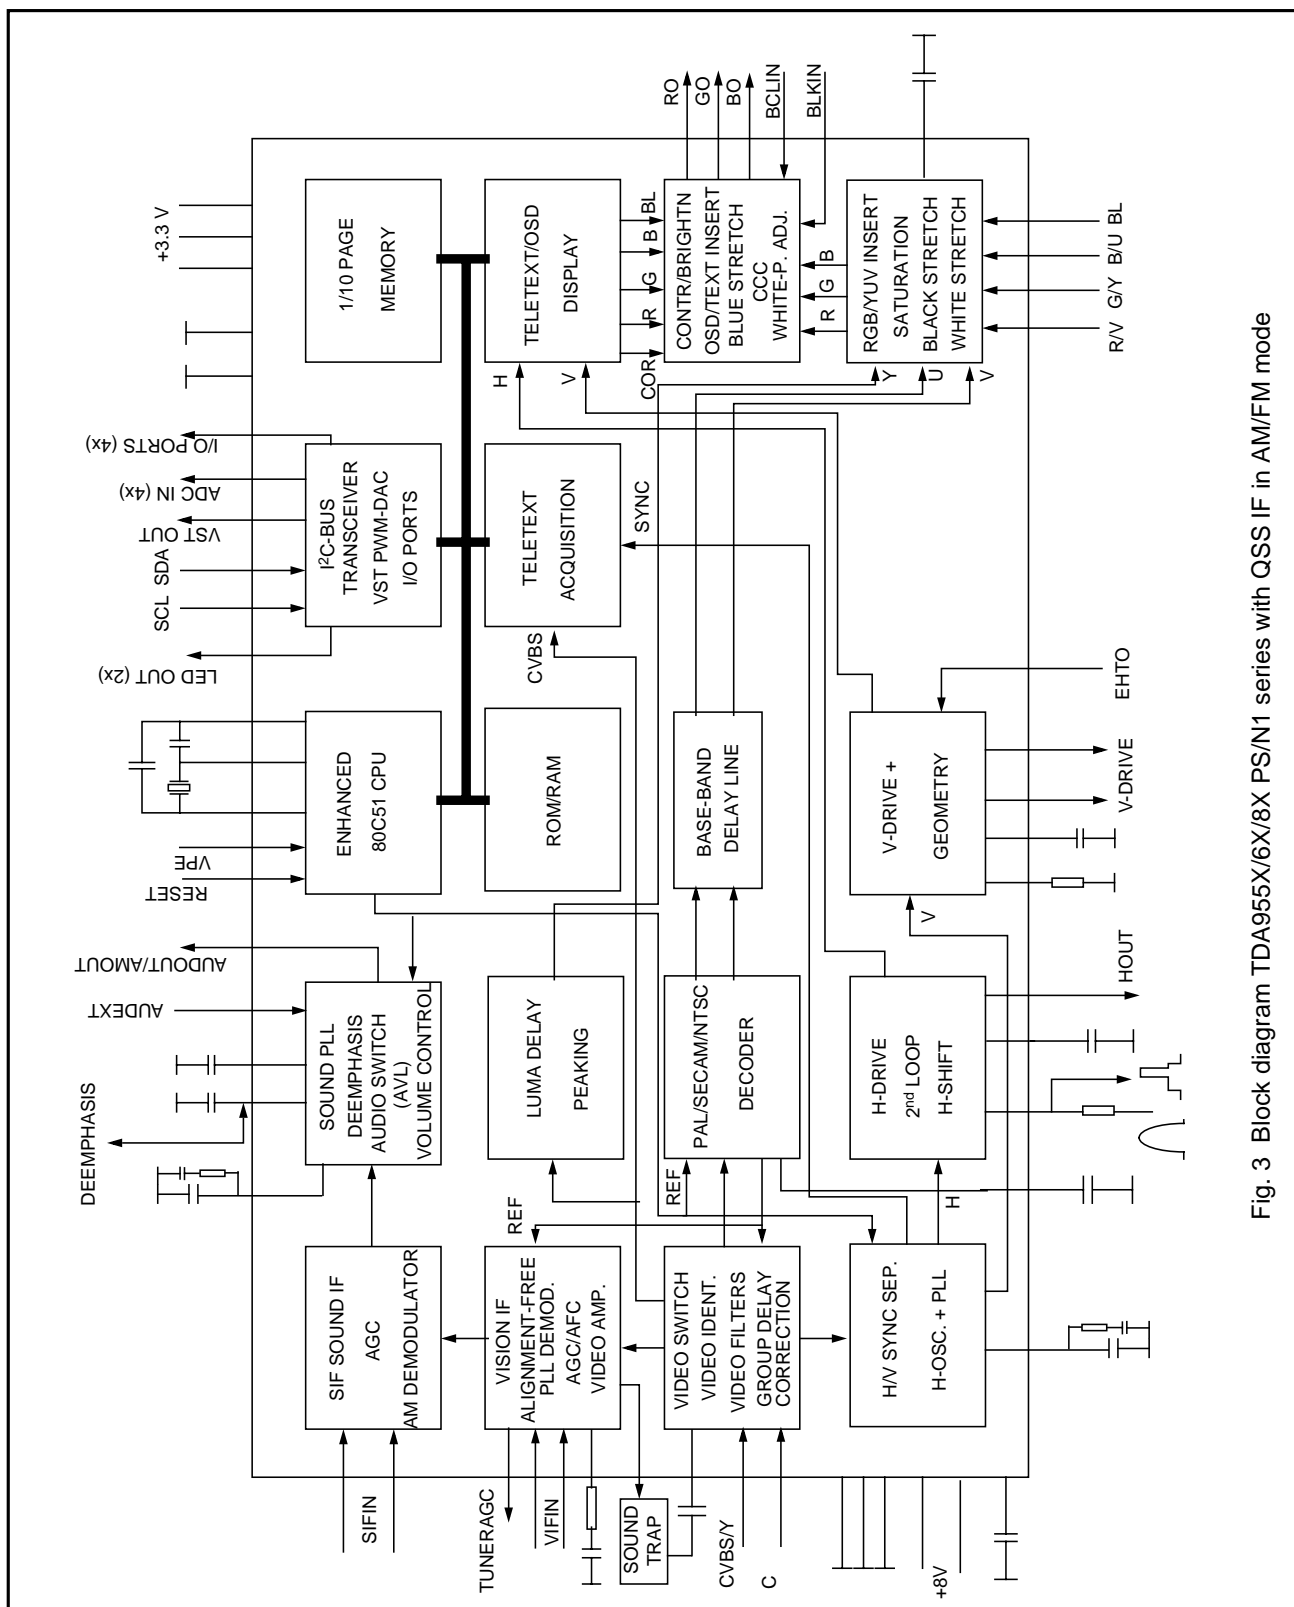 +3.3 V
I/O PORTS (4x)
ADC IN (4x)
VST OUT
SCL SDA
LED OUT (2x)
VPE
RESET
AUDOUT/AMOUT
AUDEXT
DEEMPHASIS
1/10 PAGE
MEMORY
I²C-BUS
TRANSCEIVER
VST PWM-DAC
I/O PORTS
ENHANCED
80C51 CPU
SOUND PLL
DEEMPHASIS
AUDIO SWITCH
(AVL)
VOLUME CONTROL
SIF SOUND IF
AGC
AM DEMODULATOR
SIFIN
TELETEXT/OSD
DISPLAY
H
V
TELETEXT
ACQUISITION
CVBS
SYNC
ROM/RAM
LUMA DELAY
PEAKING
REF
VISION IF
ALIGNMENT-FREE
PLL DEMOD.
AGC/AFC
VIDEO AMP.
TUNERAGC
VIFIN
SOUND
TRAP
RO
GO
BO
BCLIN
BLKIN
COR
R
G
B
BL
CONTR/BRIGHTN
OSD/TEXT INSERT
BLUE STRETCH
CCC
WHITE-P. ADJ.
R
G
B
BASE-BAND
DELAY LINE
PAL/SECAM/NTSC
DECODER
REF
VIDEO SWITCH
VIDEO IDENT.
VIDEO FILTERS
GROUP DELAY
CORRECTION
CVBS/Y
C
RGB/YUV INSERT
SATURATION
BLACK STRETCH
WHITE STRETCH
Y
U
V
R/V G/Y B/U BL
V-DRIVE +
GEOMETRY
V
EHTO
V-DRIVE
H-DRIVE
2nd LOOP
H-SHIFT
H
HOUT
H/V SYNC SEP.
H-OSC. + PLL
+8V
Fig. 3 Block diagram TDA955X/6X/8X PS/N1 series with QSS IF in AM/FM mode